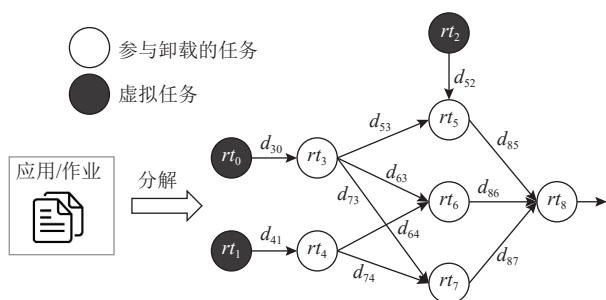 参与卸载的任务
虚拟任务
应用/作业
分解
rt₂
d₅₂
d₅₃
rt₅
d₈₅
rt₀
d₃₀
rt₃
d₆₃
d₇₃
rt₆
d₈₆
rt₈
rt₁
d₄₁
rt₄
d₆₄
d₇₄
rt₇
d₈₇